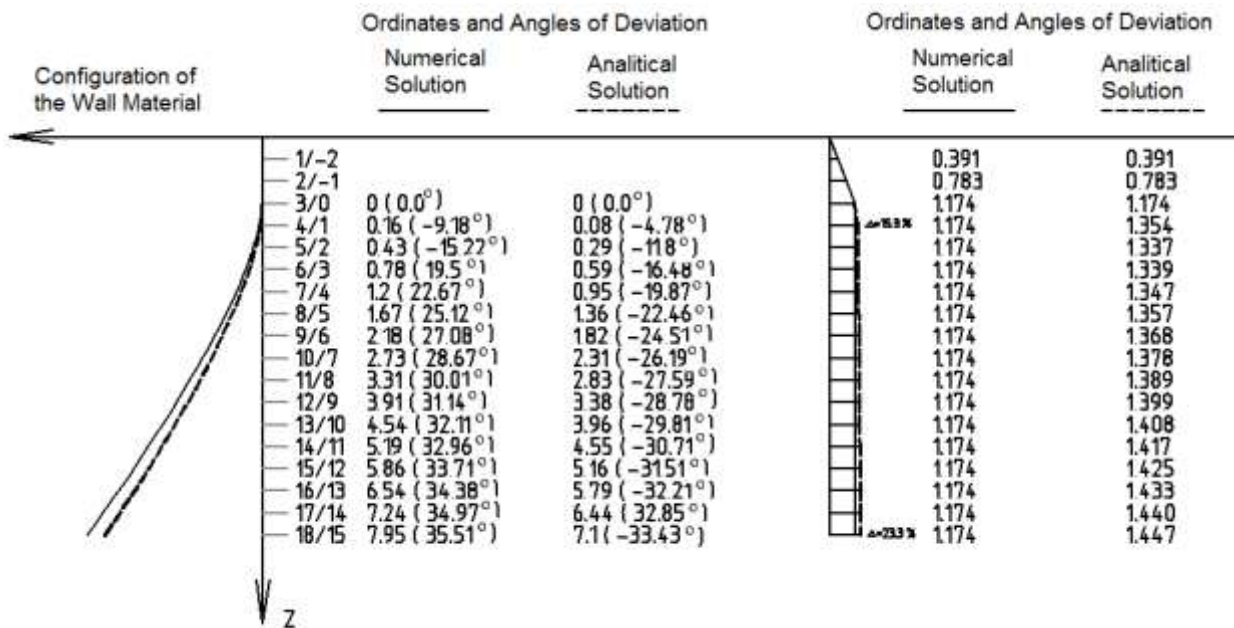 Ordinates and Angles of Deviation Ordinates and Angles of Deviation
Configuration of the Wall Material Numerical Solution Analitical Solution Numerical Solution Analitical Solution
1/-2 0.391 0.391
2/-1 0.783 0.783
3/0 0 (0.0°) 0 (0.0°) 1.174 1.174
4/1 0.16 (-9.18°) 0.08 (-4.78°) Δ=15.3% 1.174 1.354
5/2 0.43 (-15.22°) 0.29 (-11.8°) 1.174 1.337
6/3 0.78 (19.5°) 0.59 (-16.48°) 1.174 1.339
7/4 1.2 (22.67°) 0.95 (-19.87°) 1.174 1.347
8/5 1.67 (25.12°) 1.36 (-22.46°) 1.174 1.357
9/6 2.18 (27.08°) 1.82 (-24.51°) 1.174 1.368
10/7 2.73 (28.67°) 2.31 (-26.19°) 1.174 1.378
11/8 3.31 (30.01°) 2.83 (-27.59°) 1.174 1.389
12/9 3.91 (31.14°) 3.38 (-28.78°) 1.174 1.399
13/10 4.54 (32.11°) 3.96 (-29.81°) 1.174 1.408
14/11 5.19 (32.96°) 4.55 (-30.71°) 1.174 1.417
15/12 5.86 (33.71°) 5.16 (-31.51°) 1.174 1.425
16/13 6.54 (34.38°) 5.79 (-32.21°) 1.174 1.433
17/14 7.24 (34.97°) 6.44 (32.85°) 1.174 1.440
18/15 7.95 (35.51°) 7.1 (-33.43°) Δ=23.3% 1.174 1.447
Z